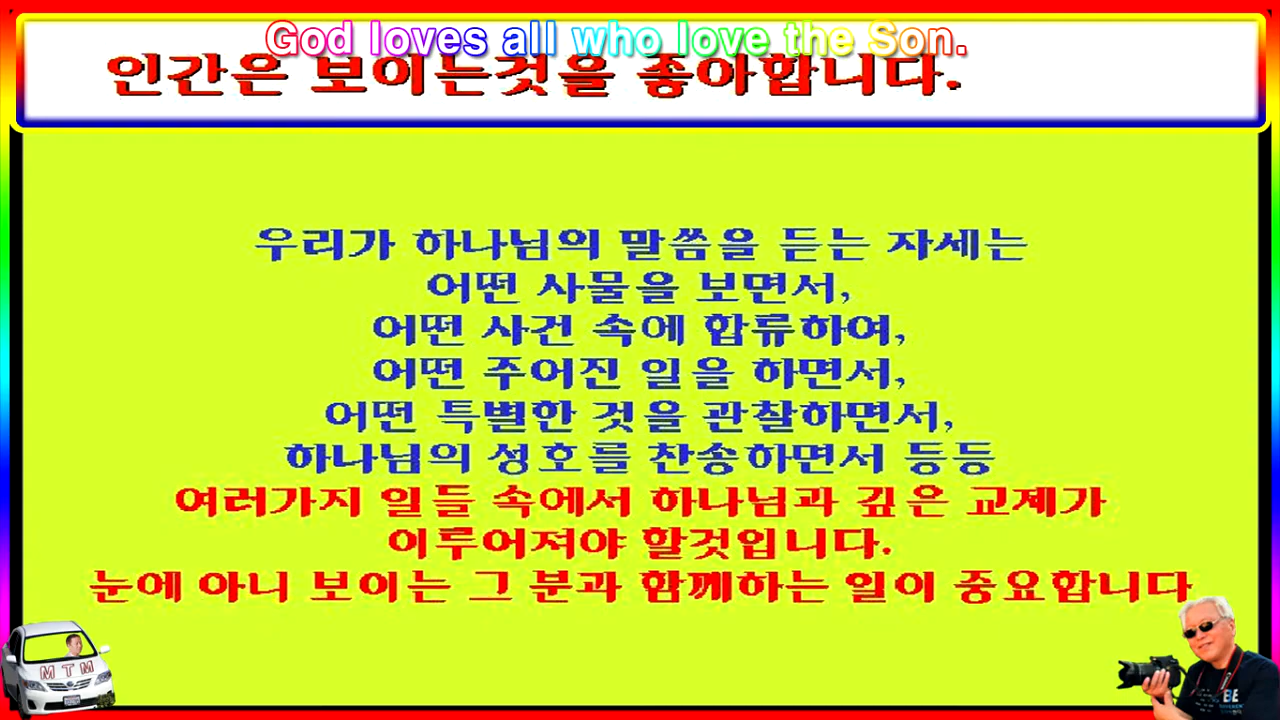 God loves all who love the Son.
인간은 보이는것을 좋아합니다.
우리가 하나님의 말씀을 듣는 자세는
어떤 사물을 보면서,
어떤 사건 속에 합류하여,
어떤 주어진 일을 하면서,
어떤 특별한 것을 관찰하면서,
하나님의 성호를 찬송하면서 등등
여러가지 일들 속에서 하나님과 깊은 교제가
이루어져야 할것입니다.
눈에 아니 보이는 그 분과 함께하는 일이 중요합니다
MTM
BE